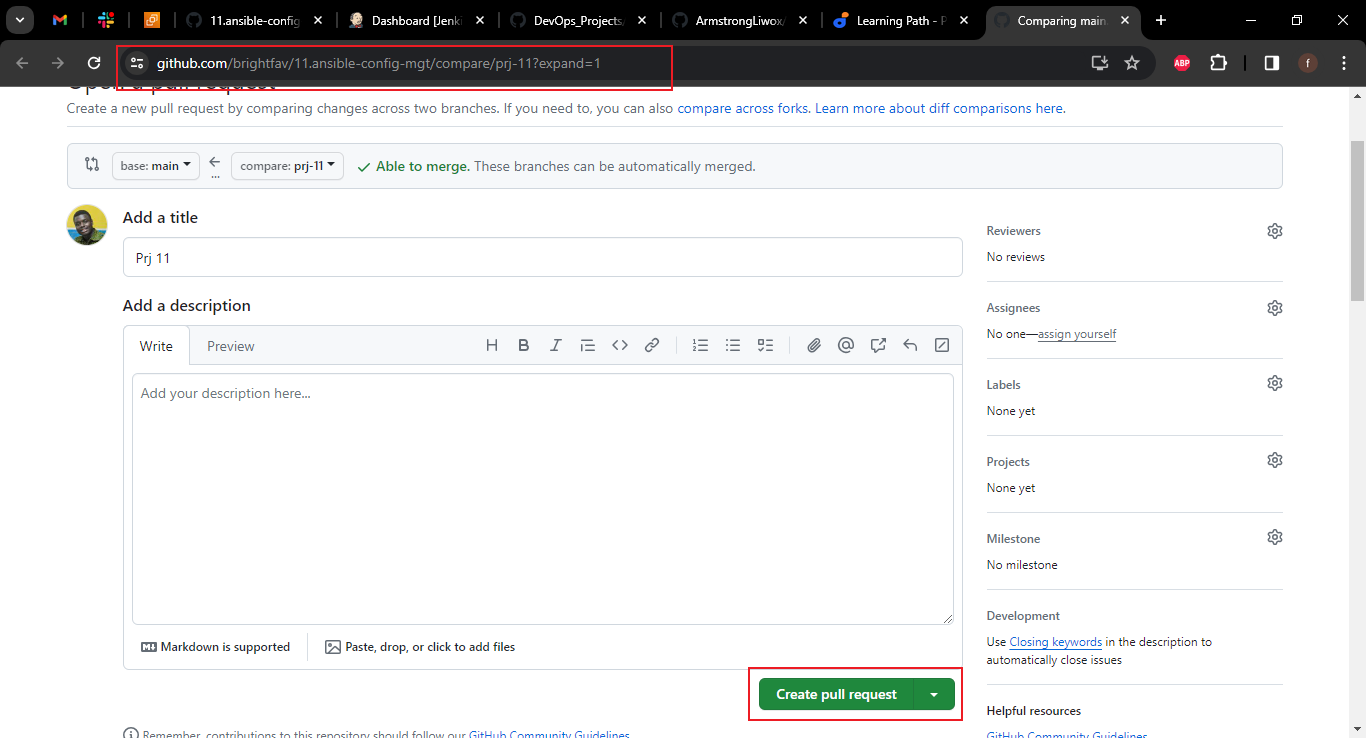 11.ansible-config
Dashboard [Jenki
DevOps_Projects
ArmstrongLiwox/
Learning Path - P
Comparing main
github.com/brightfav/11.ansible-config-mgt/compare/prj-11?expand=1
ABP
f
Open a pull request
Create a new pull request by comparing changes across two branches. If you need to, you can also compare across forks. Learn more about diff comparisons here.
base: main
...
compare: prj-11
Able to merge. These branches can be automatically merged.
Add a title
Prj 11
Add a description
Write Preview
Add your description here...
Markdown is supported
Paste, drop, or click to add files
Create pull request
Remember, contributions to this repository should follow our GitHub Community Guidelines
Reviewers
No reviews
Assignees
No one—assign yourself
Labels
None yet
Projects
None yet
Milestone
No milestone
Development
Use Closing keywords in the description to
automatically close issues
Helpful resources
GitHub Community Guidelines